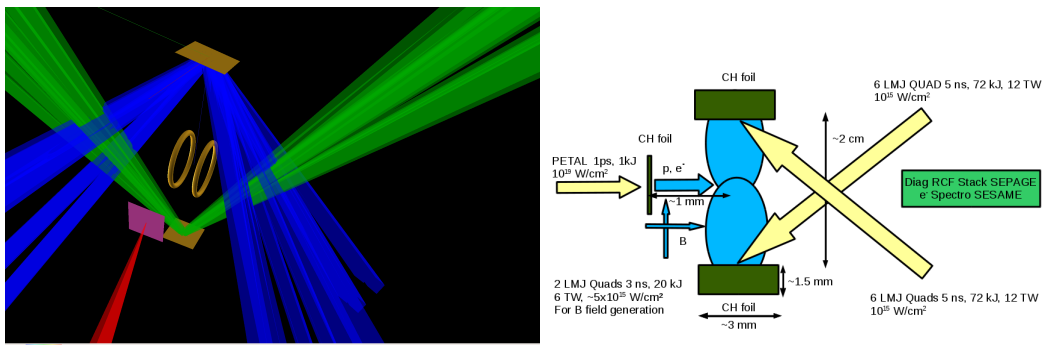 CH foil
6 LMJ QUAD 5 ns, 72 kJ, 12 TW
10¹⁵ W/cm²
CH foil
~2 cm
PETAL 1ps, 1kJ
10¹⁹ W/cm²
p, e⁻
Diag RCF Stack SEPAGE
e⁻ Spectro SESAME
~1 mm
B
2 LMJ Quads 3 ns, 20 kJ
6 TW, ~5x10¹⁵ W/cm²
For B field generation
~1.5 mm
6 LMJ Quads 5 ns, 72 kJ, 12 TW
10¹⁵ W/cm²
CH foil
~3 mm